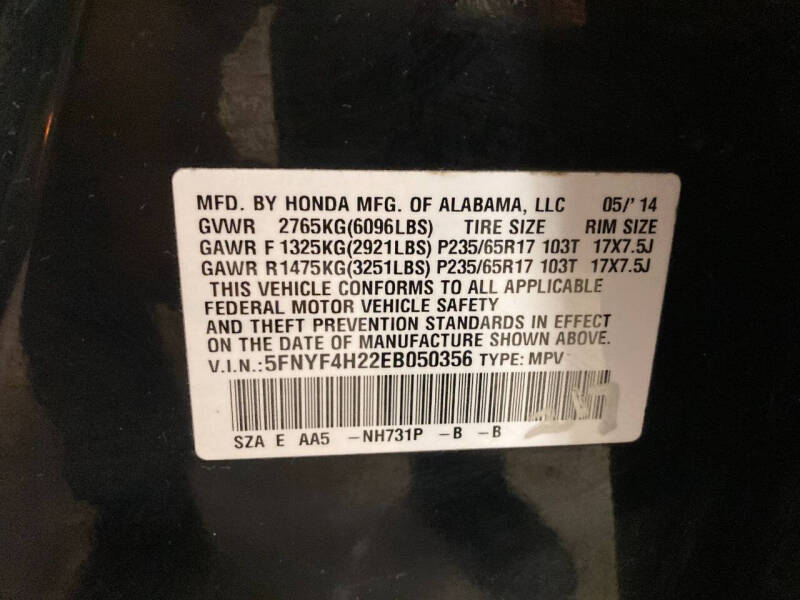 MFD. BY HONDA MFG. OF ALABAMA, LLC 05/' 14
GVWR 2765KG(6096LBS) TIRE SIZE RIM SIZE
GAWR F 1325KG(2921LBS) P235/65R17 103T 17X7.5J
GAWR R1475KG(3251LBS) P235/65R17 103T 17X7.5J
THIS VEHICLE CONFORMS TO ALL APPLICABLE
FEDERAL MOTOR VEHICLE SAFETY
AND THEFT PREVENTION STANDARDS IN EFFECT
ON THE DATE OF MANUFACTURE SHOWN ABOVE.
V.I.N.:5FNYF4H22EB050356 TYPE: MPV
SZA E AA5 -NH731P -B -B